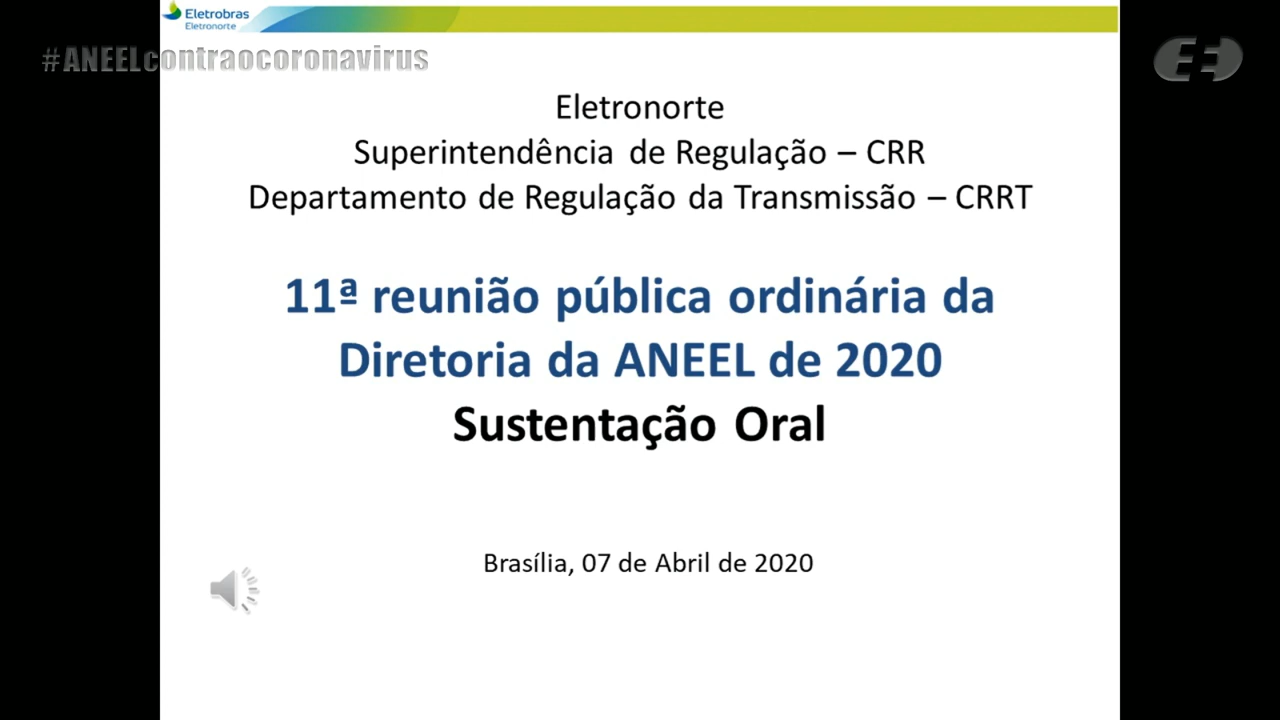 Eletrobras
Eletronorte
#ANEELcontraocoronavirus
Eletronorte
Superintendência de Regulação – CRR
Departamento de Regulação da Transmissão – CRRT
11ª reunião pública ordinária da
Diretoria da ANEEL de 2020
Sustentação Oral
Brasília, 07 de Abril de 2020